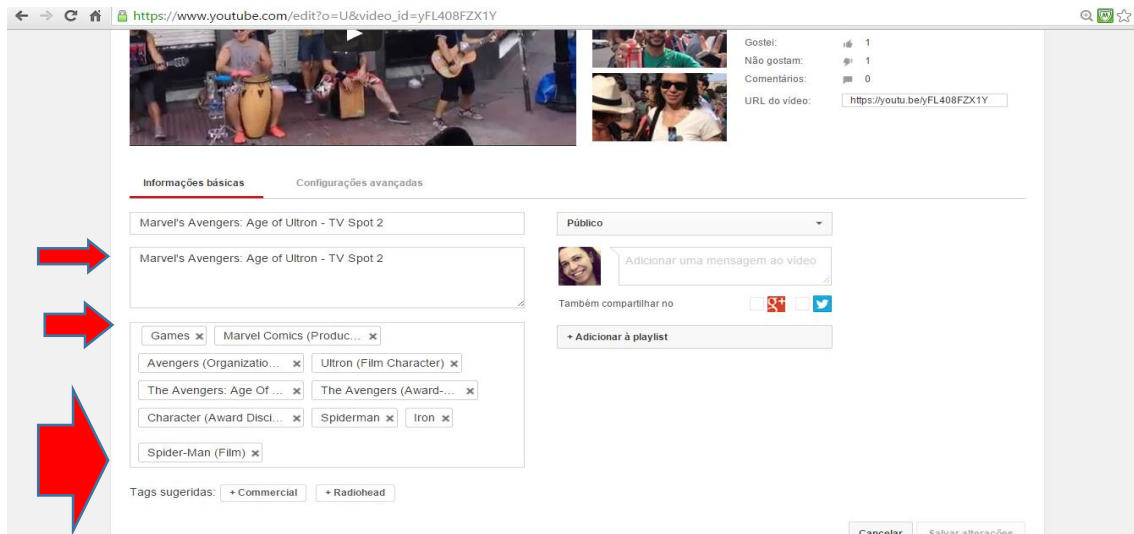 https://www.youtube.com/edit?o=U&video_id=yFL408FZX1Y
Gostei: 1
Não gostam: 1
Comentários: 0
URL do vídeo: https://youtu.be/yFL408FZX1Y
Informações básicas Configurações avançadas
Marvel's Avengers: Age of Ultron - TV Spot 2
Público
Marvel's Avengers: Age of Ultron - TV Spot 2
Adicionar uma mensagem ao vídeo
Também compartilhar no
+ Adicionar à playlist
Games Marvel Comics (Produc...
Avengers (Organizatio... Ultron (Film Character)
The Avengers: Age Of ... The Avengers (Award-...
Character (Award Disci... Spiderman Iron
Spider-Man (Film)
Tags sugeridas: + Commercial + Radiohead
Cancelar Salvar alterações